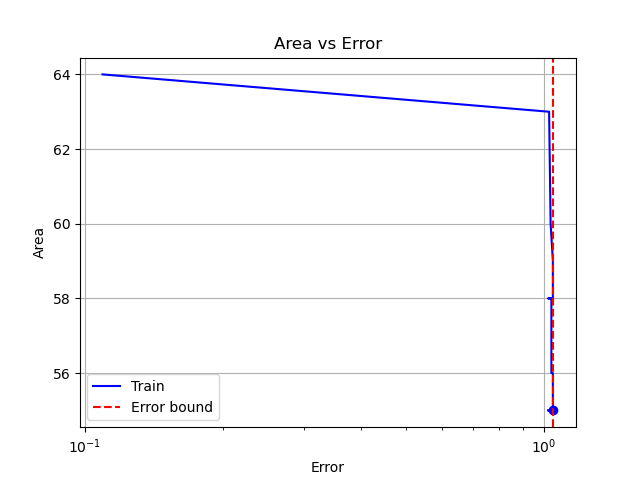 Area vs Error
64
62
60
58
56
Area
Train
Error bound
10⁻¹
10⁰
Error